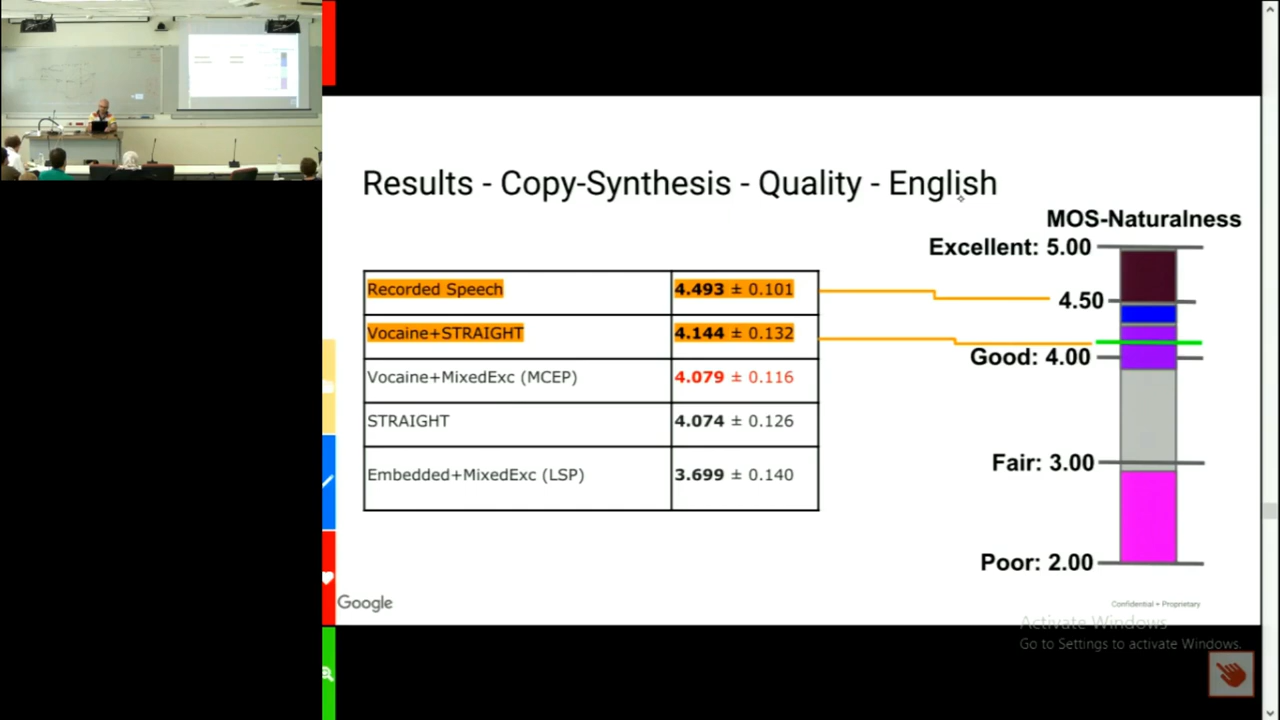 Results - Copy-Synthesis - Quality - English
MOS-Naturalness
Excellent: 5.00
4.50
Good: 4.00
Fair: 3.00
Poor: 2.00
Recorded Speech 4.493 ± 0.101
Vocaine+STRAIGHT 4.144 ± 0.132
Vocaine+MixedExc (MCEP) 4.079 ± 0.116
STRAIGHT 4.074 ± 0.126
Embedded+MixedExc (LSP) 3.699 ± 0.140
Google
Confidential + Proprietary
Activate Windows
Go to Settings to activate Windows.